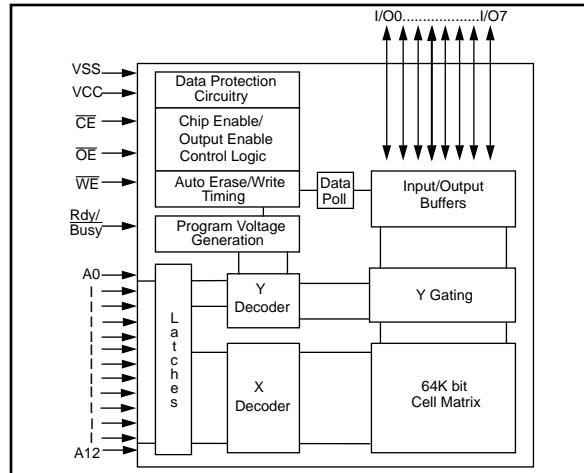 I/O0...................I/O7
VSS
VCC
CE
OE
WE
Rdy/
Busy
A0
A12
Data Protection
Circuitry
Chip Enable/
Output Enable
Control Logic
Auto Erase/Write
Timing
Data
Poll
Input/Output
Buffers
Program Voltage
Generation
L
a
t
c
h
e
s
Y
Decoder
Y Gating
X
Decoder
64K bit
Cell Matrix